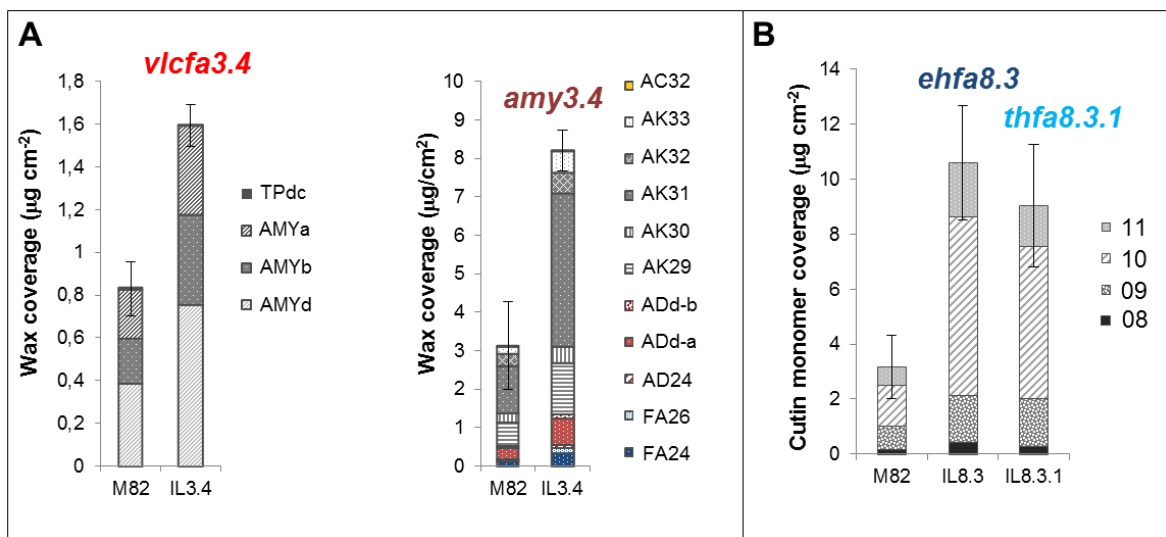 A
vlcfa3.4
Wax coverage (µg cm-2)
1,8
1,6
1,4
1,2
1
0,8
0,6
0,4
0,2
0
M82
IL3.4
TPdc
AMYa
AMYb
AMYd
amy3.4
Wax coverage (µg/cm2)
10
9
8
7
6
5
4
3
2
1
0
M82
IL3.4
AC32
AK33
AK32
AK31
AK30
AK29
ADd-b
ADd-a
AD24
FA26
FA24
B
ehfa8.3
thfa8.3.1
Cutin monomer coverage (µg cm-2)
14
12
10
8
6
4
2
0
M82
IL8.3
IL8.3.1
11
10
09
08